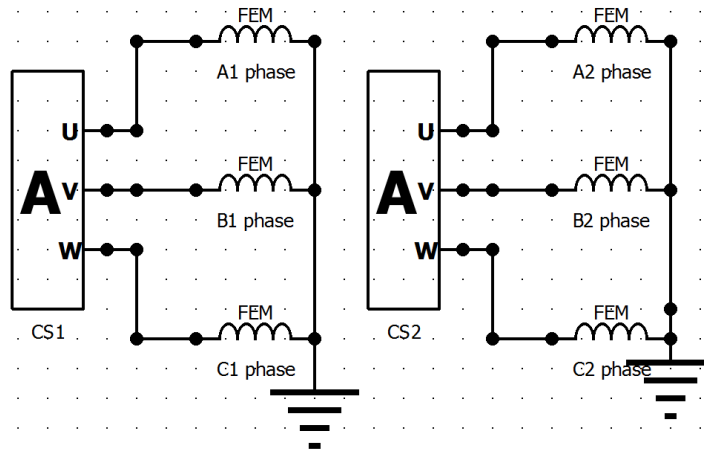 FEM
A1 phase
U
A
V
FEM
B1 phase
W
CS1
FEM
C1 phase
FEM
A2 phase
U
A
V
FEM
B2 phase
W
CS2
FEM
C2 phase